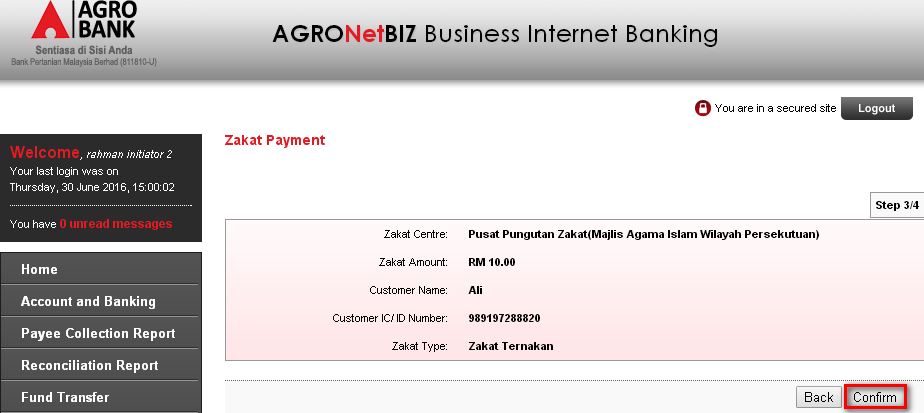 AGRO
BANK
Sentiasa di Sisi Anda
Bank Pertanian Malaysia Berhad (811810-U)
AGRONetBIZ Business Internet Banking
You are in a secured site
Logout
Welcome, rahman initiator 2
Your last login was on
Thursday, 30 June 2016, 15:00:02
You have 0 unread messages
Home
Account and Banking
Payee Collection Report
Reconciliation Report
Fund Transfer
Zakat Payment
Step 3/4
Zakat Centre: Pusat Pungutan Zakat(Majlis Agama Islam Wilayah Persekutuan)
Zakat Amount: RM 10.00
Customer Name: Ali
Customer IC/ ID Number: 989197288820
Zakat Type: Zakat Ternakan
Back
Confirm